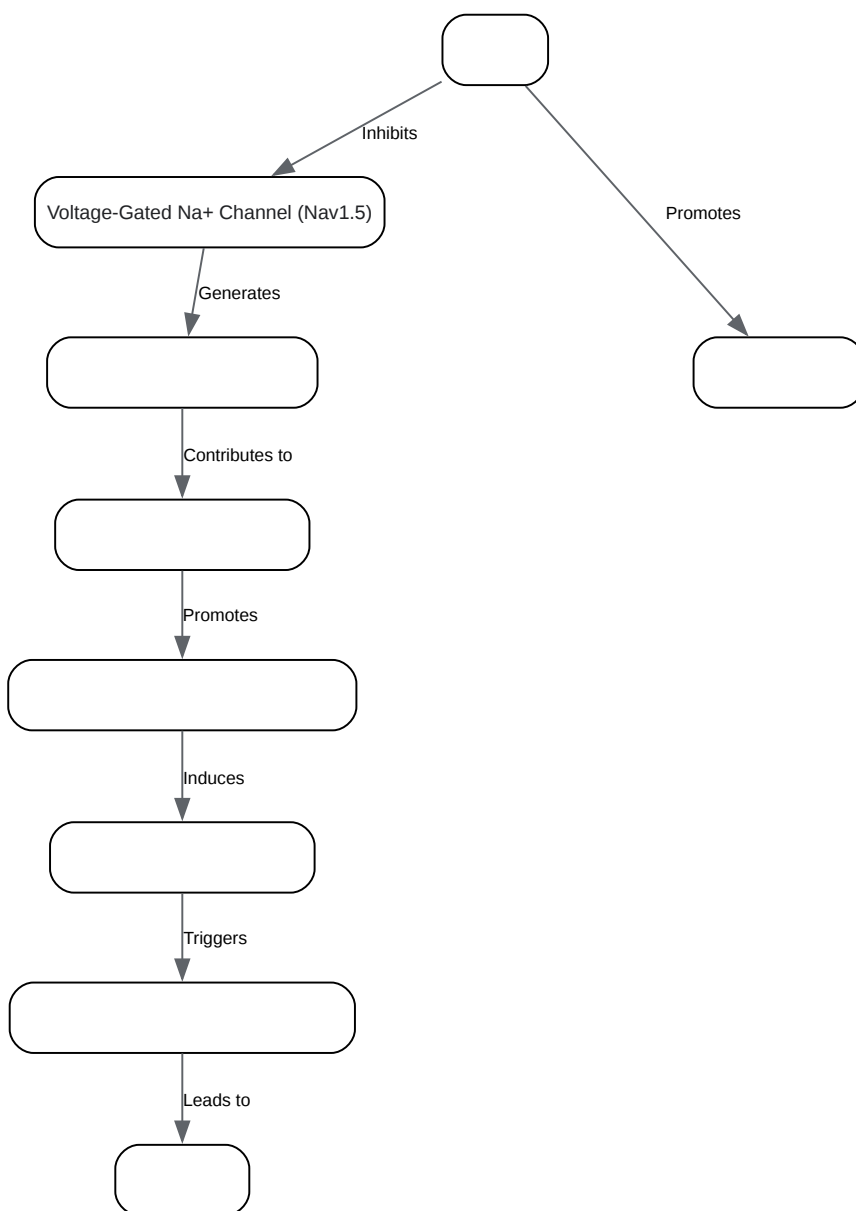 Inhibits
Promotes
Voltage-Gated Na+ Channel (Nav1.5)
Generates
Contributes to
Promotes
Induces
Triggers
Leads to